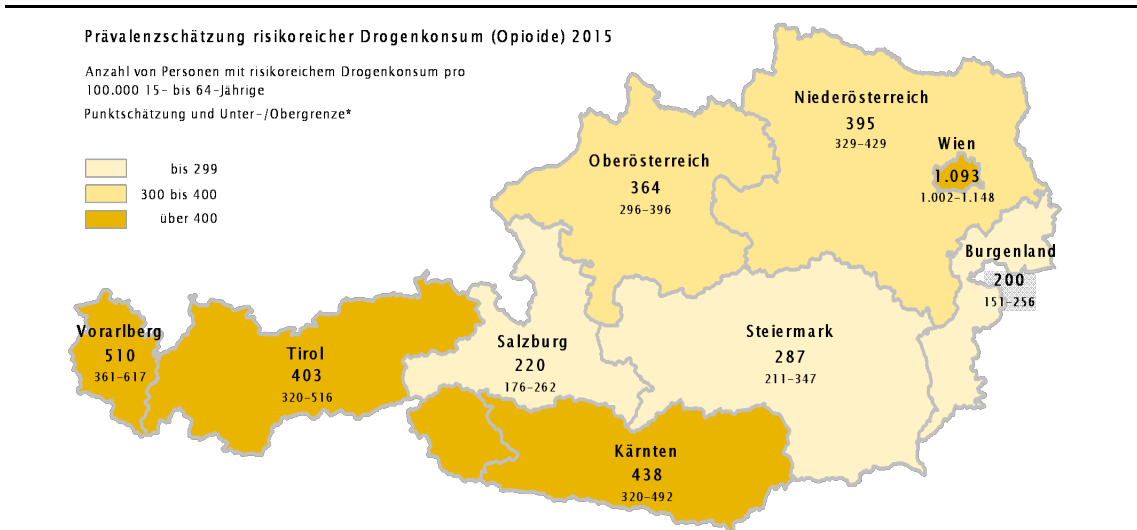 Prävalenzschätzung risikoreicher Drogenkonsum (Opioide) 2015
Anzahl von Personen mit risikoreichem Drogenkonsum pro
100.000 15- bis 64-Jährige
Punktschätzung und Unter-/Obergrenze*
bis 299
300 bis 400
über 400
Niederösterreich
395
329-429
Wien
1.093
1.002-1.148
Oberösterreich
364
296-396
Burgenland
200
151-256
Vorarlberg
510
361-617
Tirol
403
320-516
Salzburg
220
176-262
Steiermark
287
211-347
Kärnten
438
320-492